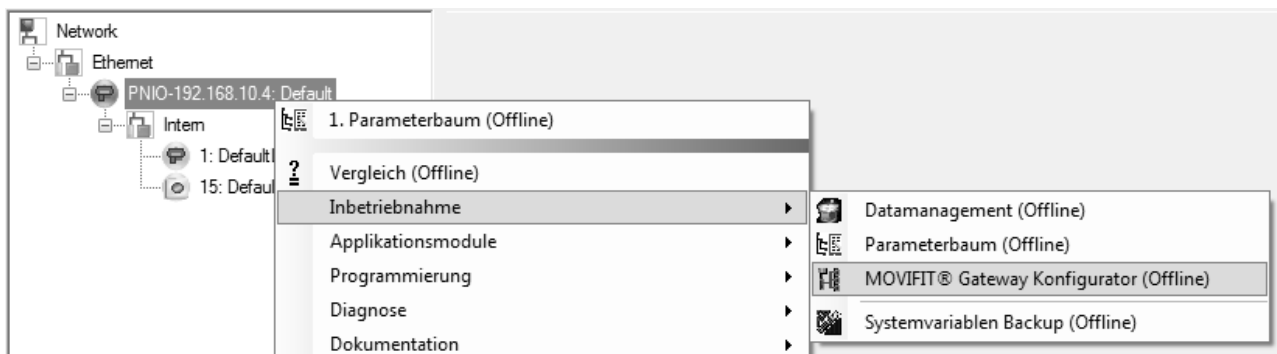 Network
Ethernet
PNIO-192.168.10.4: Default
Intern
1. Parameterbaum (Offline)
1: Default
Vergleich (Offline)
15: Defaul
Inbetriebnahme
Datamanagement (Offline)
Applikationsmodule
Parameterbaum (Offline)
Programmierung
MOVIFIT® Gateway Konfigurator (Offline)
Diagnose
Systemvariablen Backup (Offline)
Dokumentation